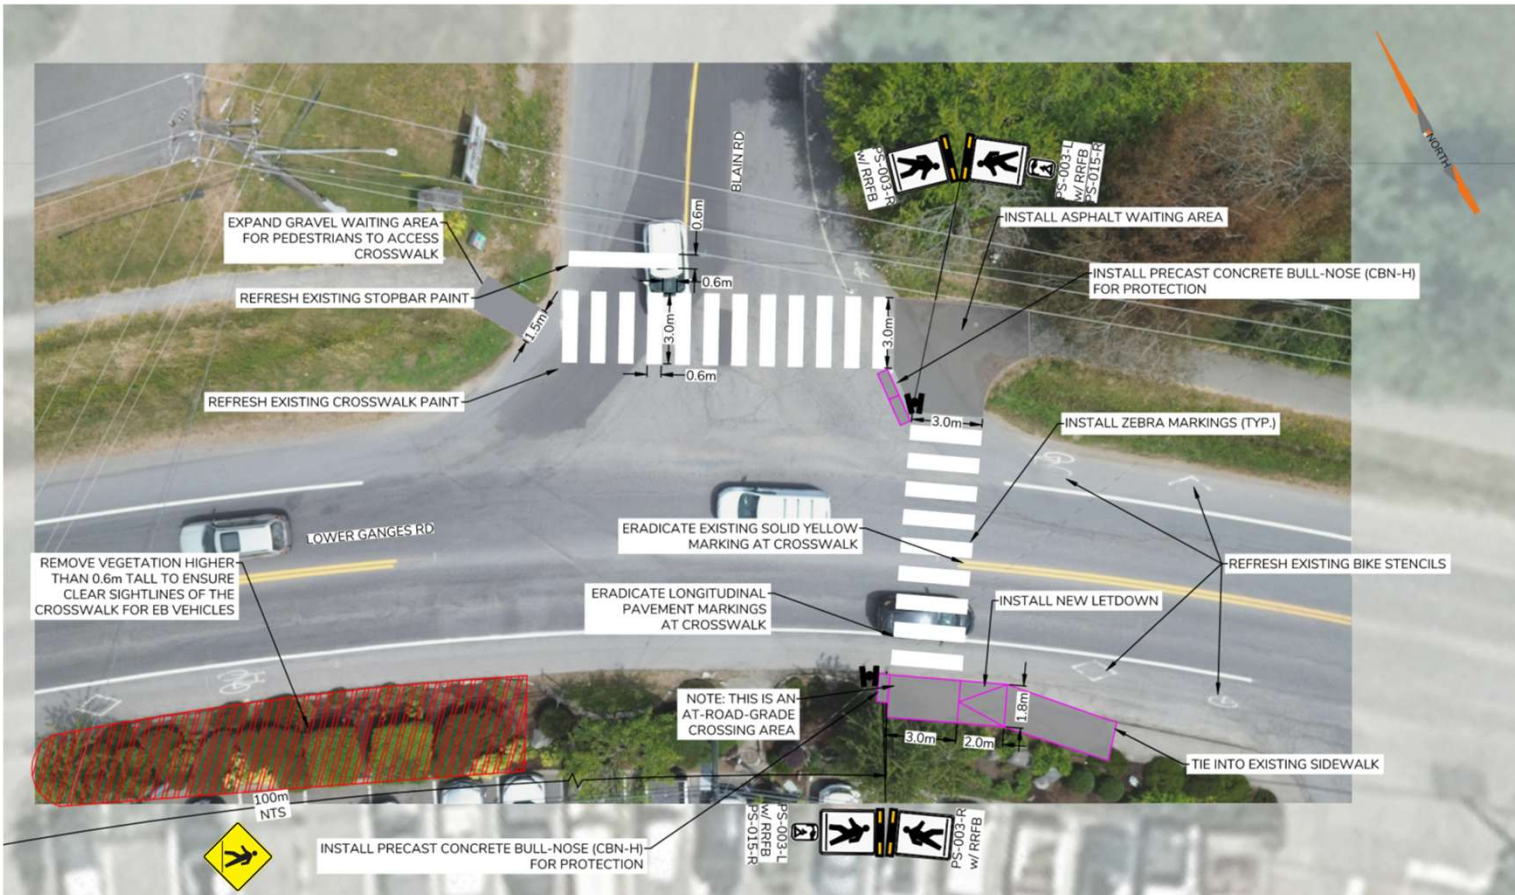 NORTH
BLAIN RD
PS-003-R
w/ RRFB
PS-003-L
w/ RRFB
PS-015-R
EXPAND GRAVEL WAITING AREA
FOR PEDESTRIANS TO ACCESS
CROSSWALK
0.6m
INSTALL ASPHALT WAITING AREA
REFRESH EXISTING STOPBAR PAINT
0.6m
INSTALL PRECAST CONCRETE BULL-NOSE (CBN-H)
FOR PROTECTION
1.5m
3.0m
3.0m
0.6m
REFRESH EXISTING CROSSWALK PAINT
3.0m
INSTALL ZEBRA MARKINGS (TYP.)
LOWER GANGES RD
ERADICATE EXISTING SOLID YELLOW
MARKING AT CROSSWALK
REMOVE VEGETATION HIGHER
THAN 0.6m TALL TO ENSURE
CLEAR SIGHTLINES OF THE
CROSSWALK FOR EB VEHICLES
REFRESH EXISTING BIKE STENCILS
ERADICATE LONGITUDINAL
PAVEMENT MARKINGS
AT CROSSWALK
INSTALL NEW LETDOWN
NOTE: THIS IS AN
AT-ROAD-GRADE
CROSSING AREA
1.8m
3.0m
2.0m
TIE INTO EXISTING SIDEWALK
100m
NTS
PS-003-L
w/ RRFB
PS-015-R
PS-003-R
w/ RRFB
INSTALL PRECAST CONCRETE BULL-NOSE (CBN-H)
FOR PROTECTION